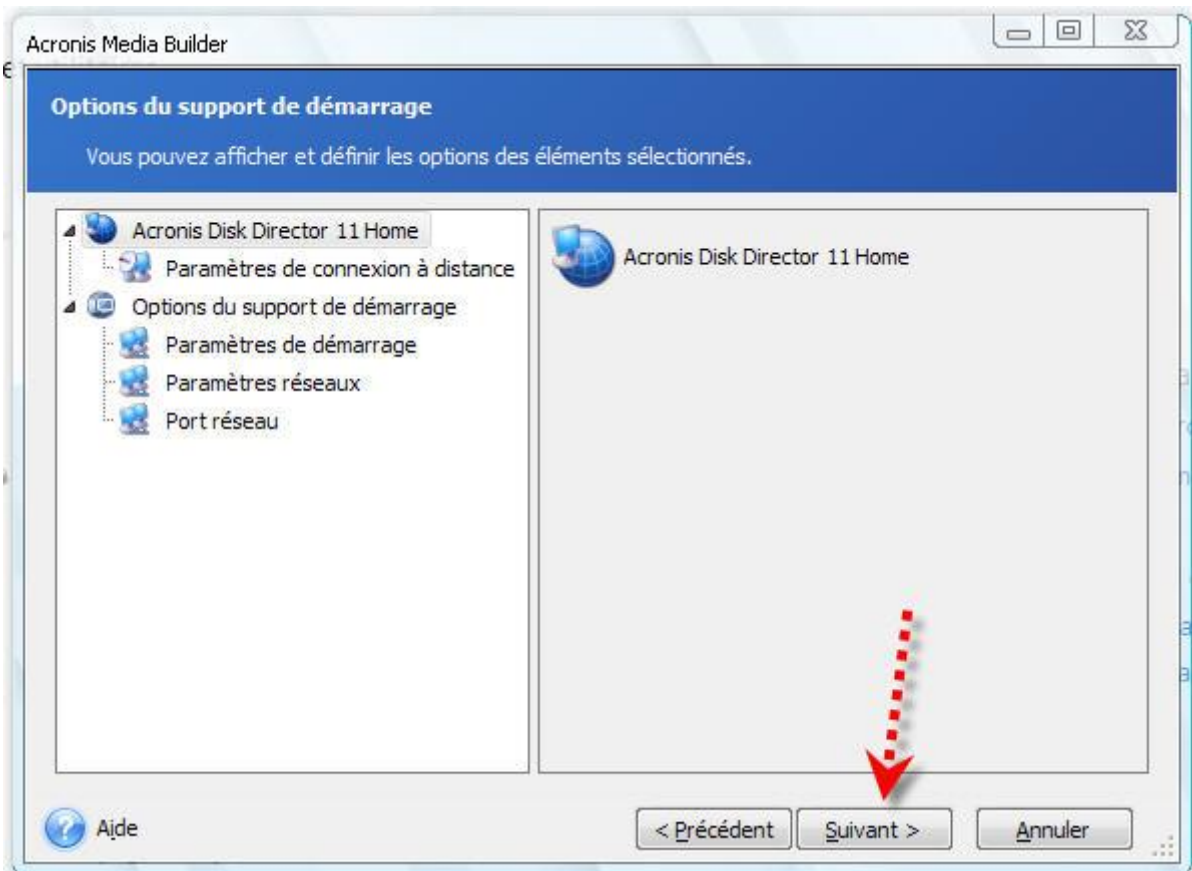 Acronis Media Builder
Options du support de démarrage
Vous pouvez afficher et définir les options des éléments sélectionnés.
Acronis Disk Director 11 Home
Paramètres de connexion à distance
Options du support de démarrage
Paramètres de démarrage
Paramètres réseaux
Port réseau
Acronis Disk Director 11 Home
Aide
< Précédent
Suivant >
Annuler